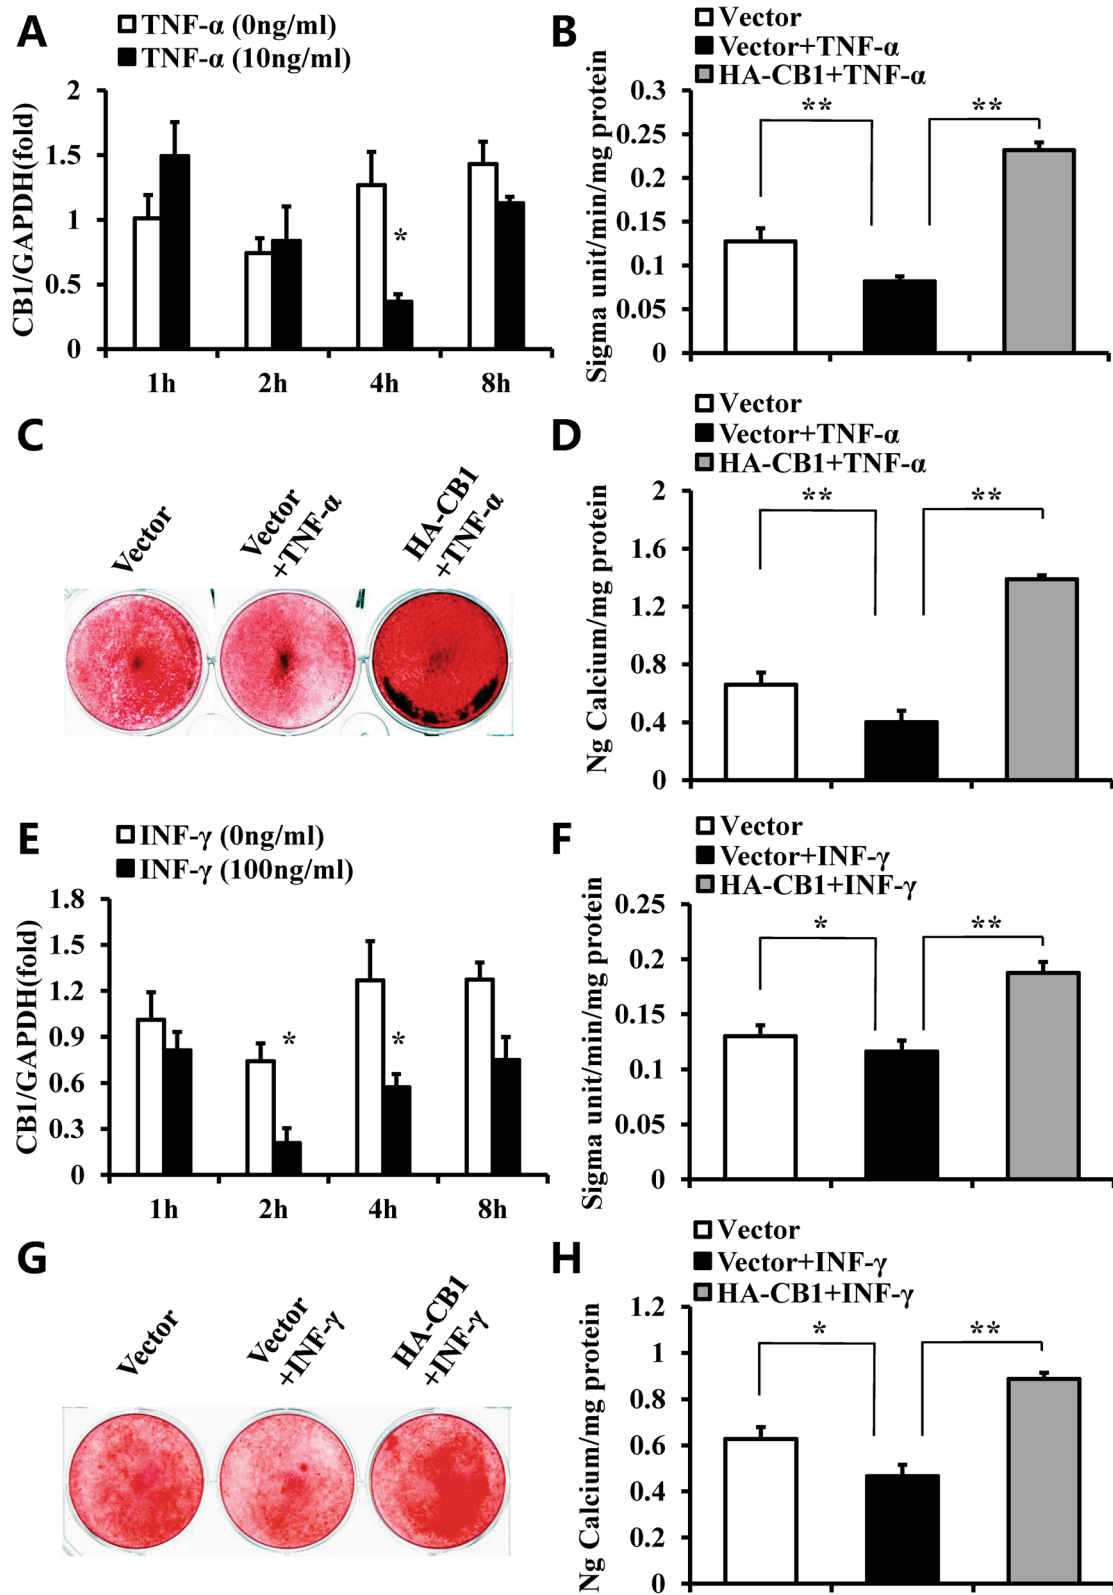 A
TNF-α (0ng/ml)
TNF-α (10ng/ml)
CB1/GAPDH(fold)
2
1.5
1
0.5
0
*
1h 2h 4h 8h
B
Vector
Vector+TNF-α
HA-CB1+TNF-α
Sigma unit/min/mg protein
0.3
0.25
0.2
0.15
0.1
0.05
0
** **
C
Vector
Vector
+TNF-α
HA-CB1
+TNF-α
D
Vector
Vector+TNF-α
HA-CB1+TNF-α
Ng Calcium/mg protein
2
1.6
1.2
0.8
0.4
0
** **
E
INF-γ (0ng/ml)
INF-γ (100ng/ml)
CB1/GAPDH(fold)
1.8
1.5
1.2
0.9
0.6
0.3
0
* *
1h 2h 4h 8h
F
Vector
Vector+INF-γ
HA-CB1+INF-γ
Sigma unit/min/mg protein
0.25
0.2
0.15
0.1
0.05
0
* **
G
Vector
Vector
+INF-γ
HA-CB1
+INF-γ
H
Vector
Vector+INF-γ
HA-CB1+INF-γ
Ng Calcium/mg protein
1.2
1
0.8
0.6
0.4
0.2
0
* **